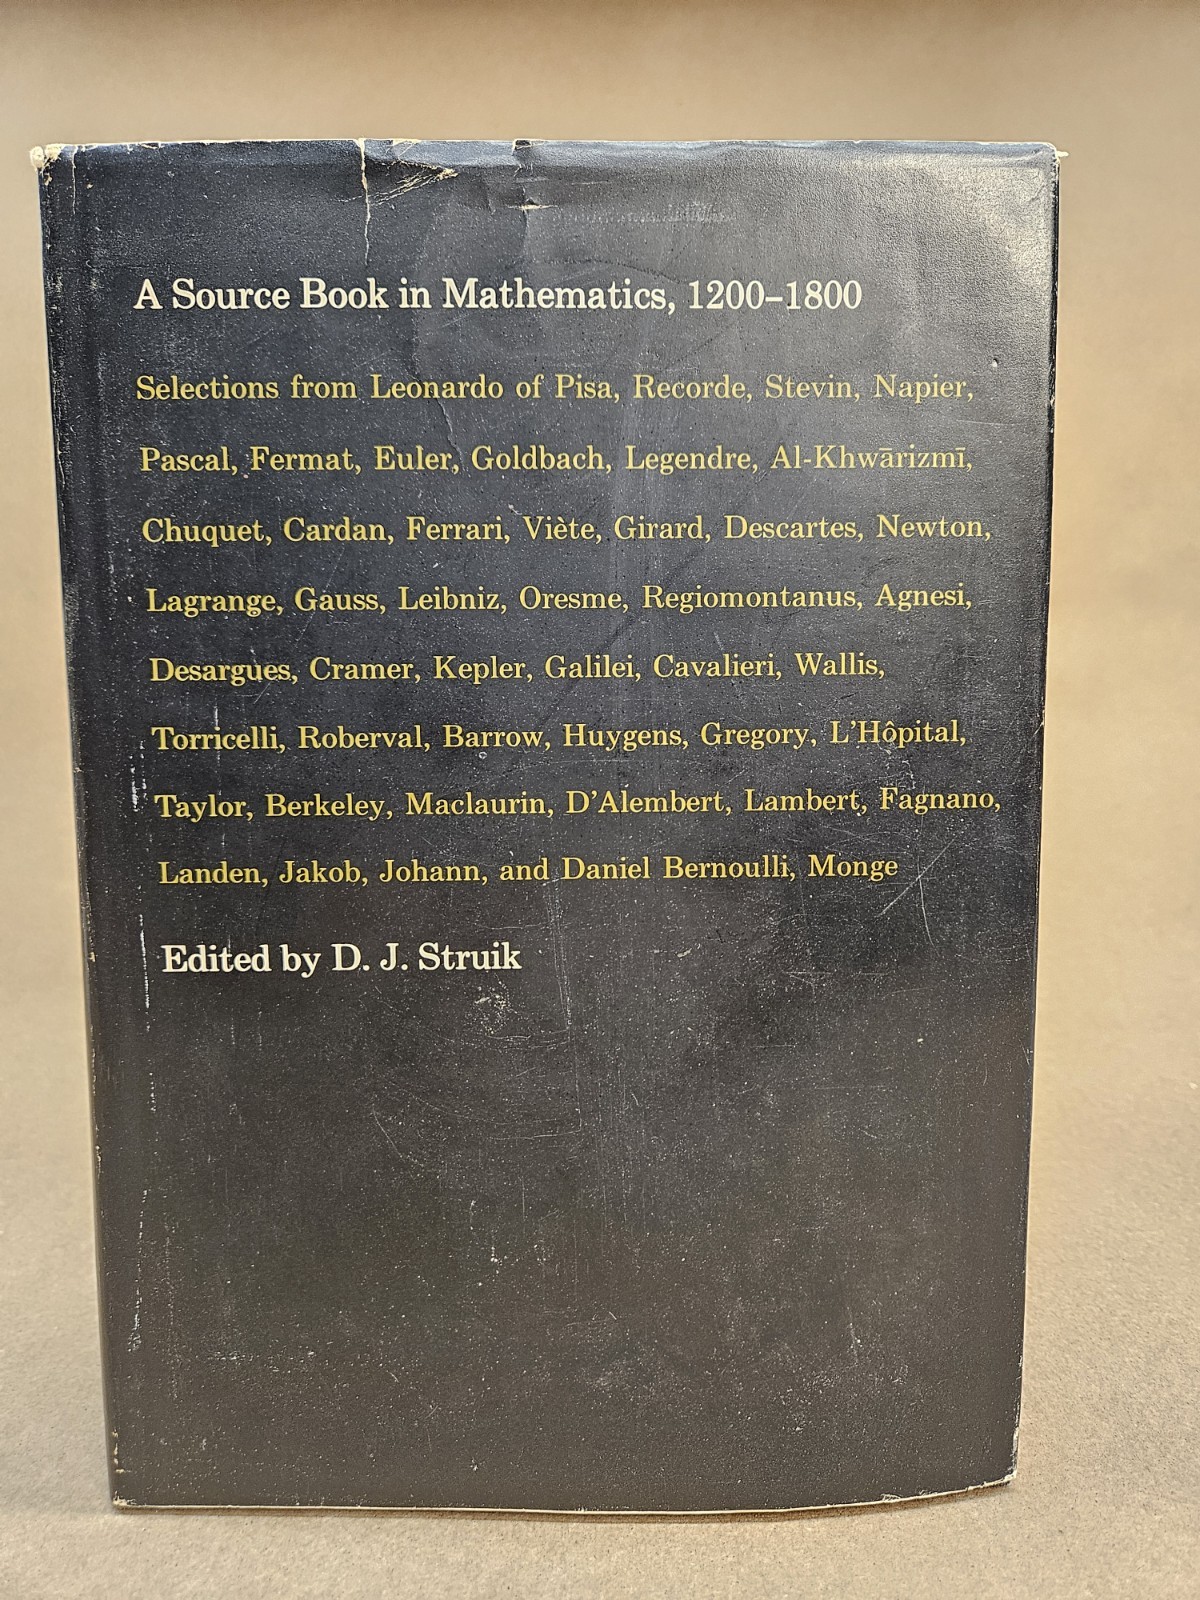 A Source Book in Mathematics, 1200–1800
Selections from Leonardo of Pisa, Recorde, Stevin, Napier,
Pascal, Fermat, Euler, Goldbach, Legendre, Al-Khwārizmī,
Chuquet, Cardan, Ferrari, Viète, Girard, Descartes, Newton,
Lagrange, Gauss, Leibniz, Oresme, Regiomontanus, Agnesi,
Desargues, Cramer, Kepler, Galilei, Cavalieri, Wallis,
Torricelli, Roberval, Barrow, Huygens, Gregory, L'Hôpital,
Taylor, Berkeley, Maclaurin, D'Alembert, Lambert, Fagnano,
Landen, Jakob, Johann, and Daniel Bernoulli, Monge
Edited by D. J. Struik